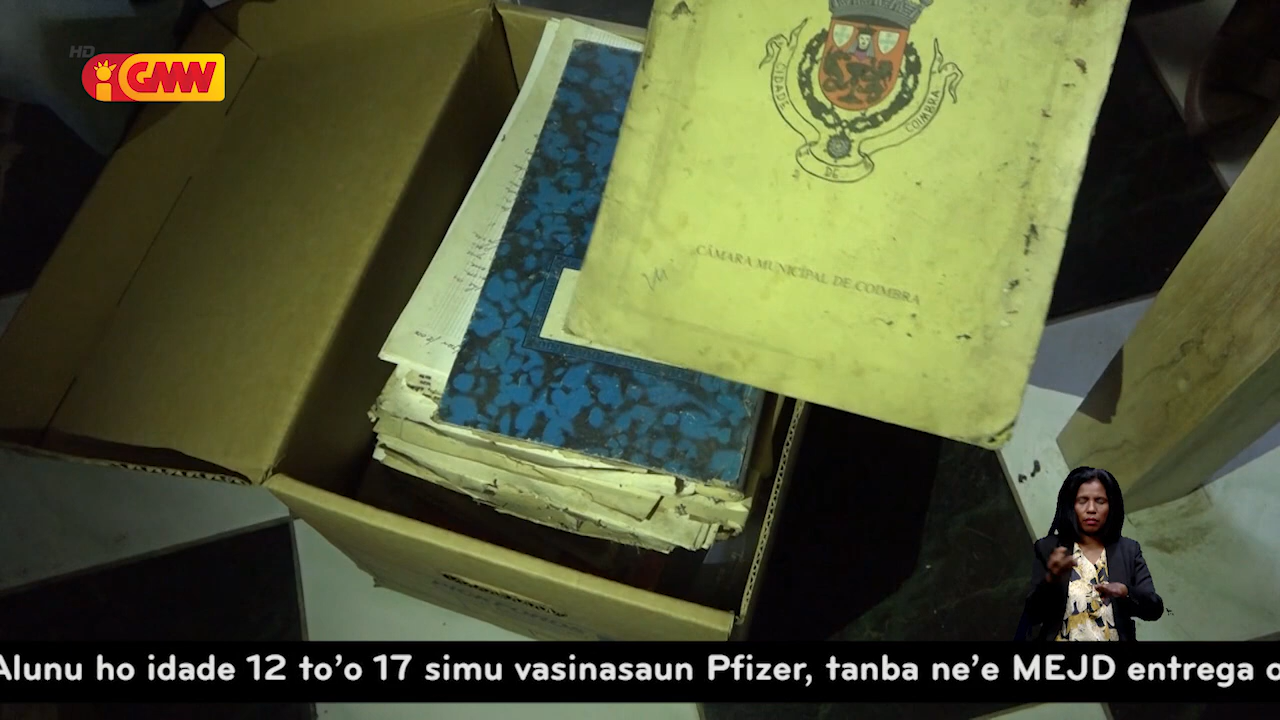 HD
GMN
CIDADE
DE
COIMBRA
CÂMARA MUNICIPAL DE COIMBRA
Alunu ho idade 12 to'o 17 simu vasinasaun Pfizer, tanba ne'e MEJD entrega